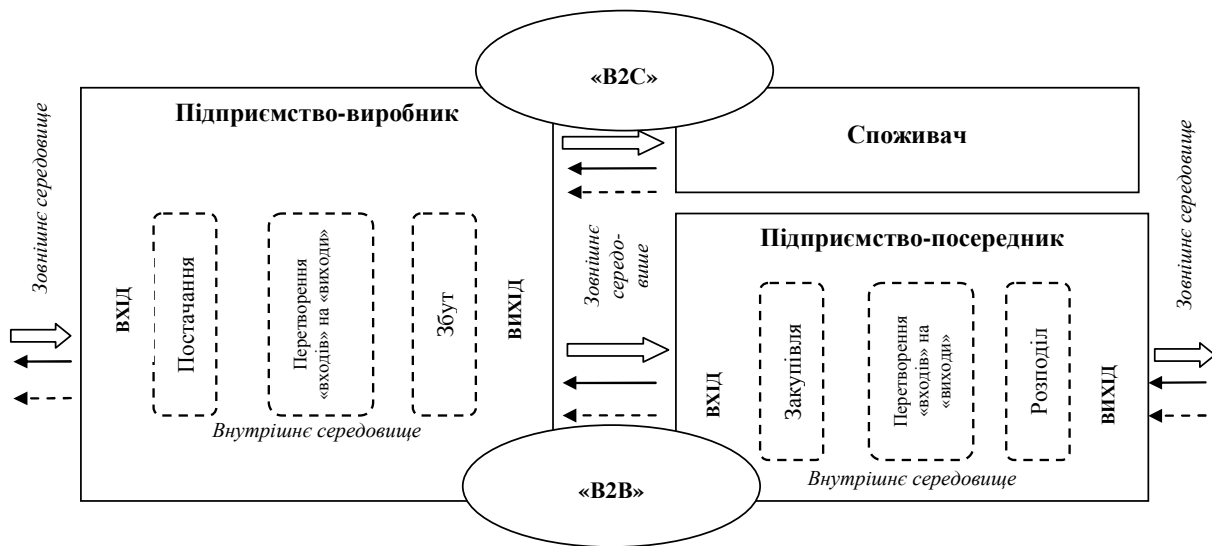 «B2C»
Підприємство-виробник
Споживач
Зовнішнє середовище
Зовнішнє середовище
ВХІД
Постачання
Перетворення
«входів» на «виходи»
Збут
ВИХІД
Внутрішнє середовище
Зовнішнє
середо-
више
Підприємство-посередник
ВХІД
Закупівля
Перетворення
«входів» на
«виходи»
Розподіл
ВИХІД
Внутрішнє середовище
«B2B»